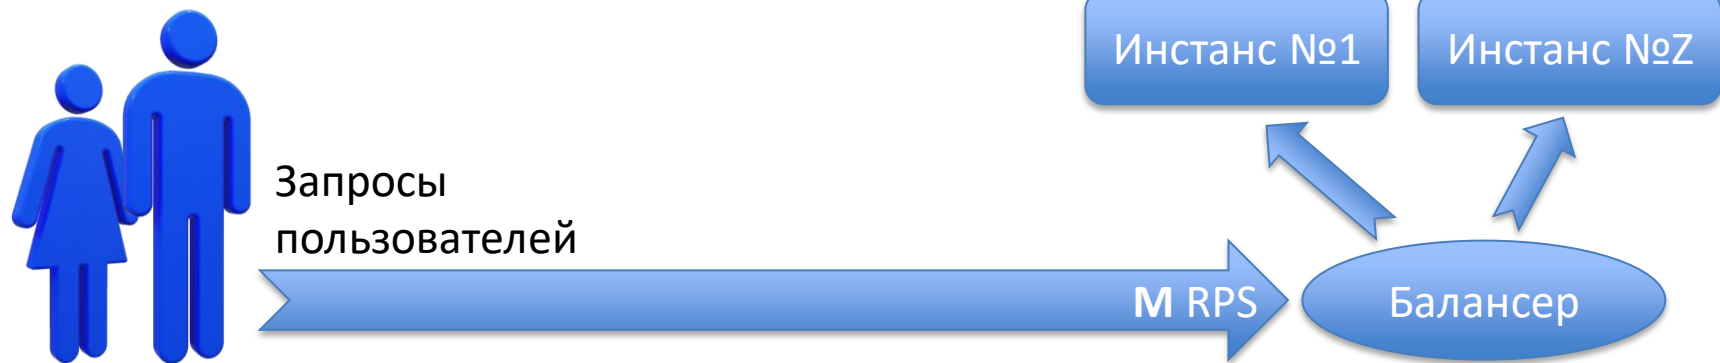 Инстанс №1
Инстанс №Z
Запросы
пользователей
M RPS
Балансер